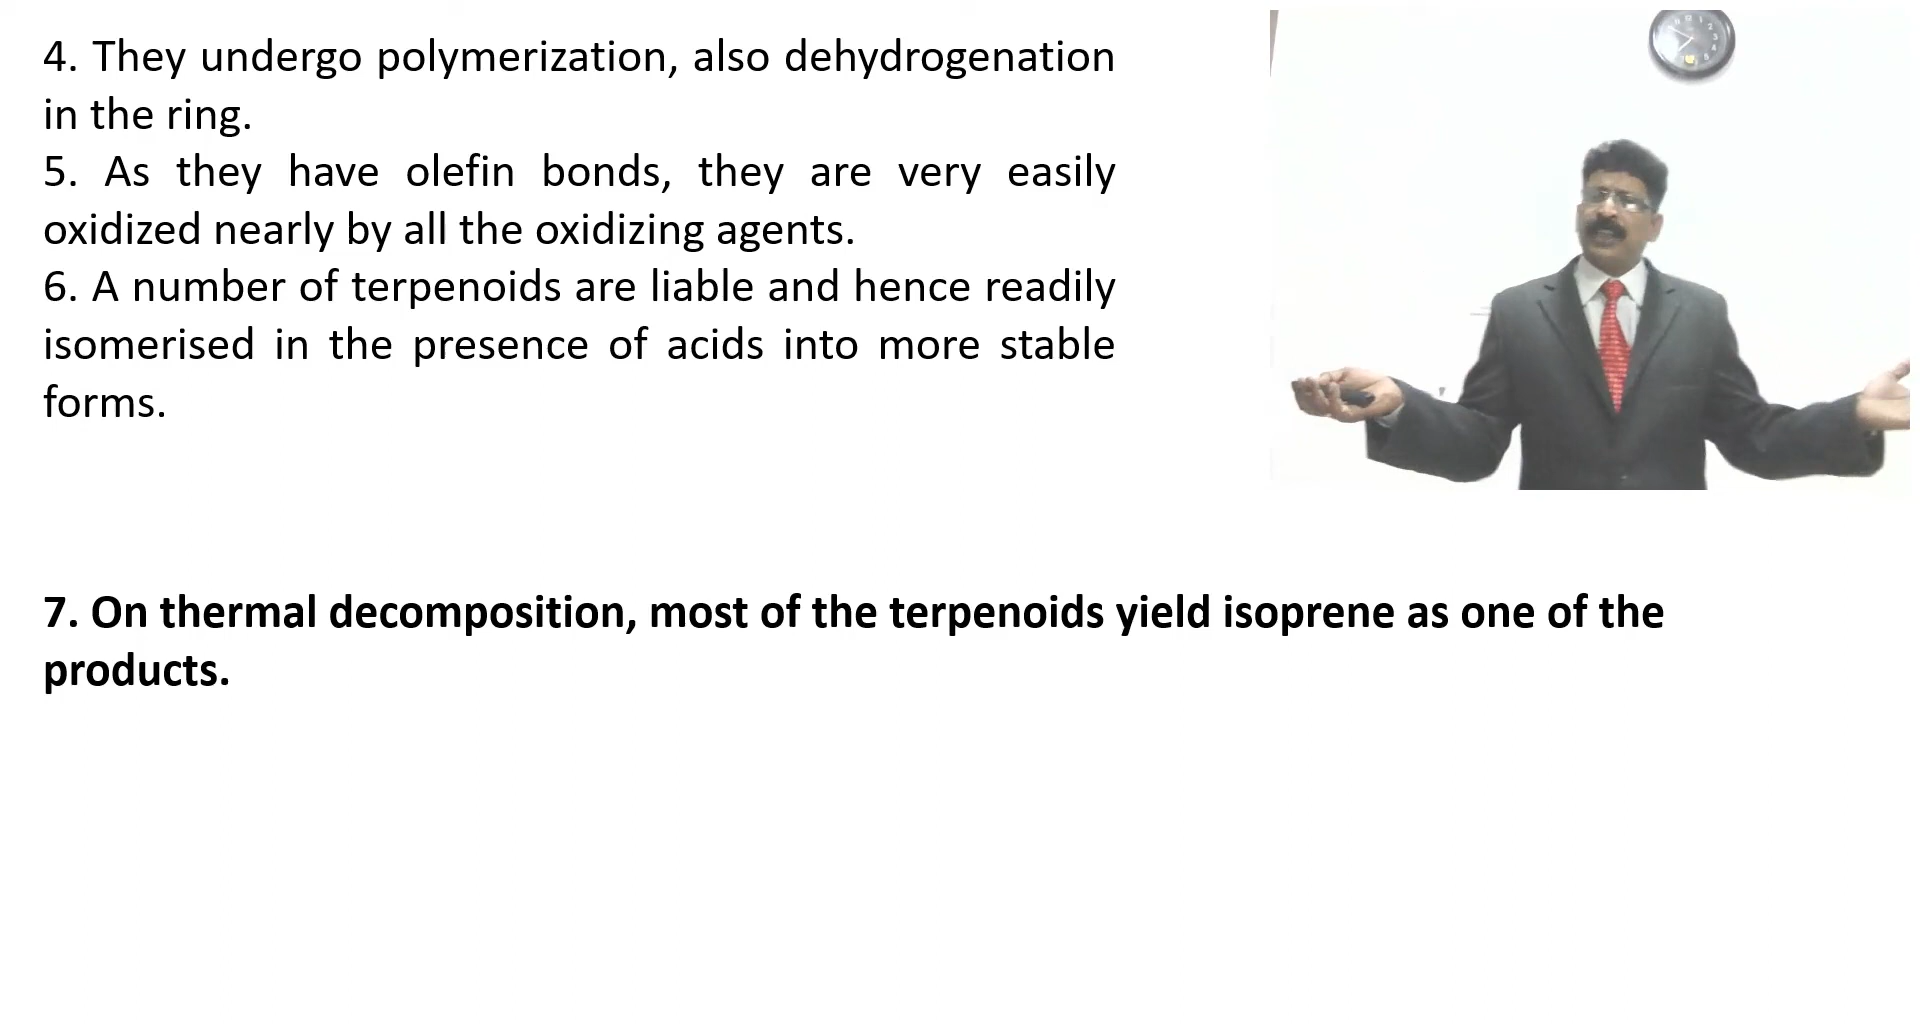 4. They undergo polymerization, also dehydrogenation
in the ring.
5. As they have olefin bonds, they are very easily
oxidized nearly by all the oxidizing agents.
6. A number of terpenoids are liable and hence readily
isomerised in the presence of acids into more stable
forms.
7. On thermal decomposition, most of the terpenoids yield isoprene as one of the
products.